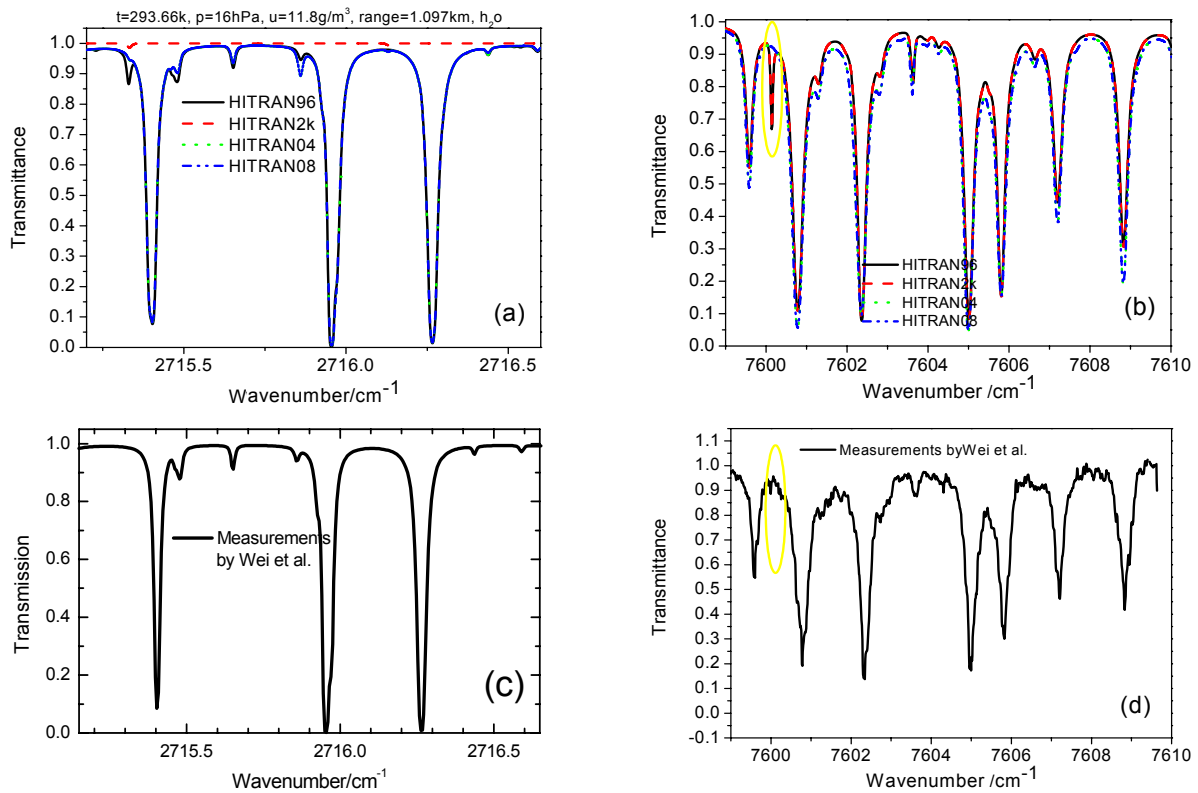 t=293.66k, p=16hPa, u=11.8g/m³, range=1.097km, h₂o
1.0
0.9
0.8
0.7
0.6
0.5
0.4
0.3
0.2
0.1
0.0
Transmittance
HITRAN96
HITRAN2k
HITRAN04
HITRAN08
(a)
2715.5 2716.0 2716.5
Wavenumber/cm⁻¹
1.0
0.9
0.8
0.7
0.6
0.5
0.4
0.3
0.2
0.1
0.0
Transmittance
HITRAN96
HITRAN2k
HITRAN04
HITRAN08
(b)
7600 7602 7604 7606 7608 7610
Wavenumber /cm⁻¹
1.0
0.8
0.6
0.4
0.2
0.0
Transmission
Measurements
by Wei et al.
(c)
2715.5 2716.0 2716.5
Wavenumber/cm⁻¹
1.1
1.0
0.9
0.8
0.7
0.6
0.5
0.4
0.3
0.2
0.1
0.0
-0.1
Transmittance
Measurements byWei et al.
(d)
7600 7602 7604 7606 7608 7610
Wavenumber /cm⁻¹